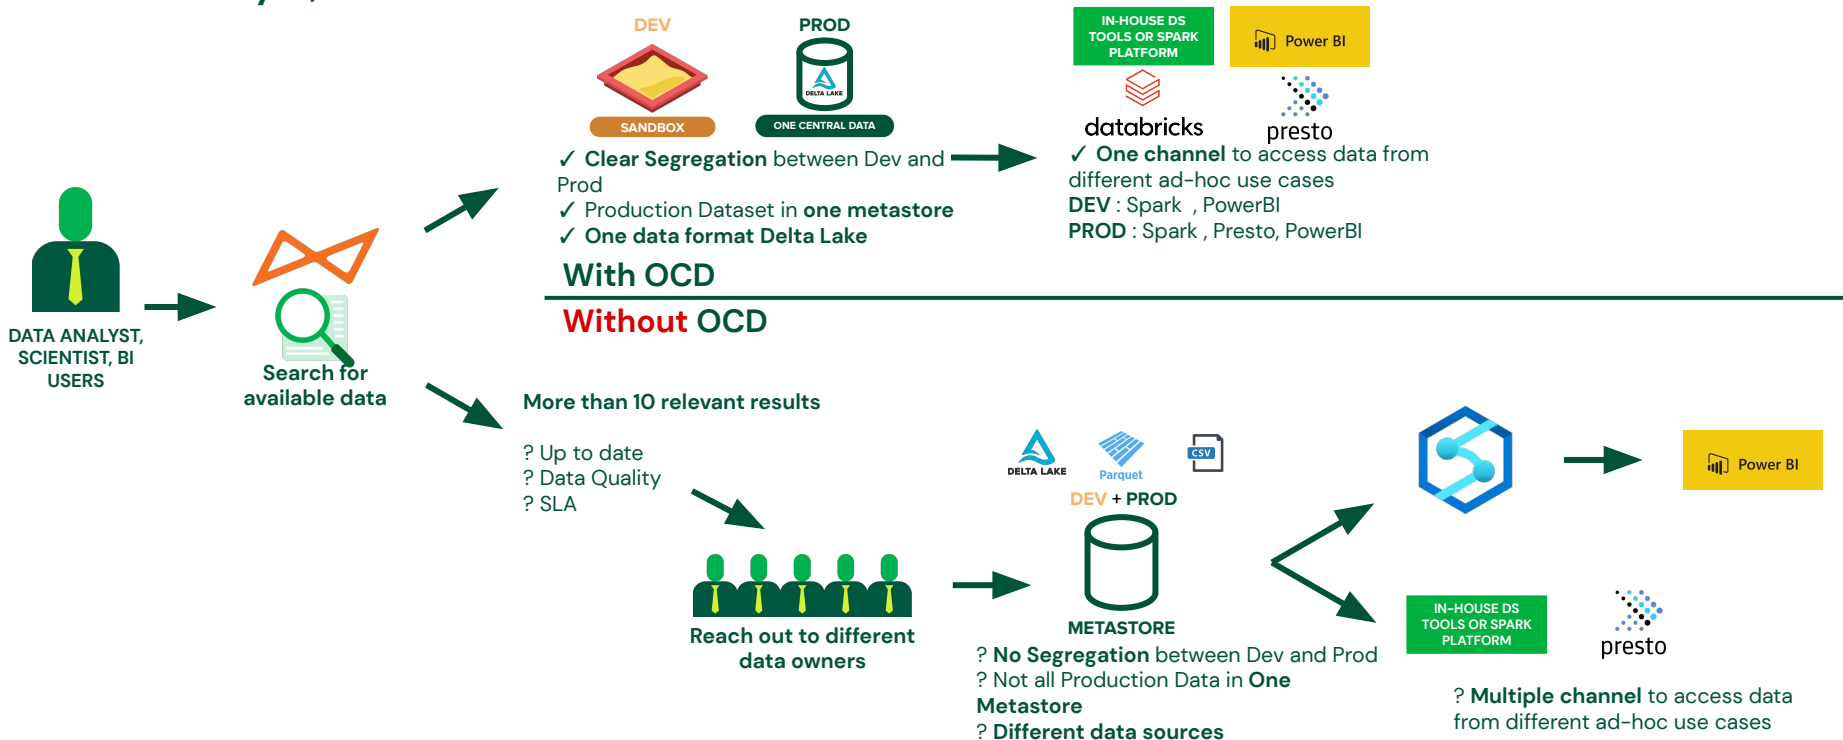 DEV
PROD
DELTA LAKE
SANDBOX
ONE CENTRAL DATA
✓ Clear Segregation between Dev and
Prod
✓ Production Dataset in one metastore
✓ One data format Delta Lake
IN-HOUSE DS
TOOLS OR SPARK
PLATFORM
Power BI
databricks
presto
✓ One channel to access data from
different ad-hoc use cases
DEV : Spark , PowerBI
PROD : Spark , Presto, PowerBI
With OCD
Without OCD
DATA ANALYST,
SCIENTIST, BI
USERS
Search for
available data
More than 10 relevant results
? Up to date
? Data Quality
? SLA
Reach out to different
data owners
DELTA LAKE
Parquet
CSV
DEV + PROD
METASTORE
? No Segregation between Dev and Prod
? Not all Production Data in One
Metastore
? Different data sources
Power BI
IN-HOUSE DS
TOOLS OR SPARK
PLATFORM
presto
? Multiple channel to access data
from different ad-hoc use cases